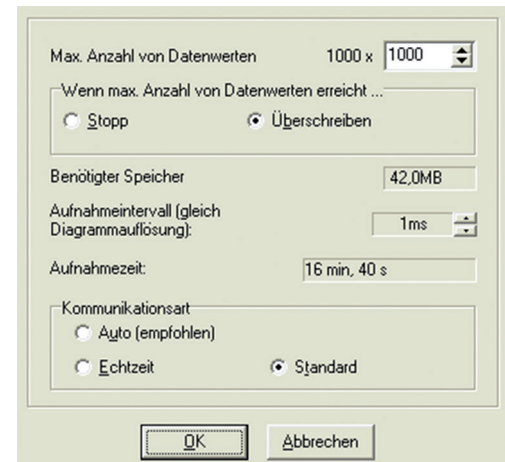 Max. Anzahl von Datenwerten 1000 x 1000
Wenn max. Anzahl von Datenwerten erreicht ...
Stopp Überschreiben
Benötigter Speicher 42,0MB
Aufnahmeintervall (gleich
Diagrammauflösung): 1ms
Aufnahmezeit: 16 min, 40 s
Kommunikationsart
Auto (empfohlen)
Echtzeit Standard
OK Abbrechen